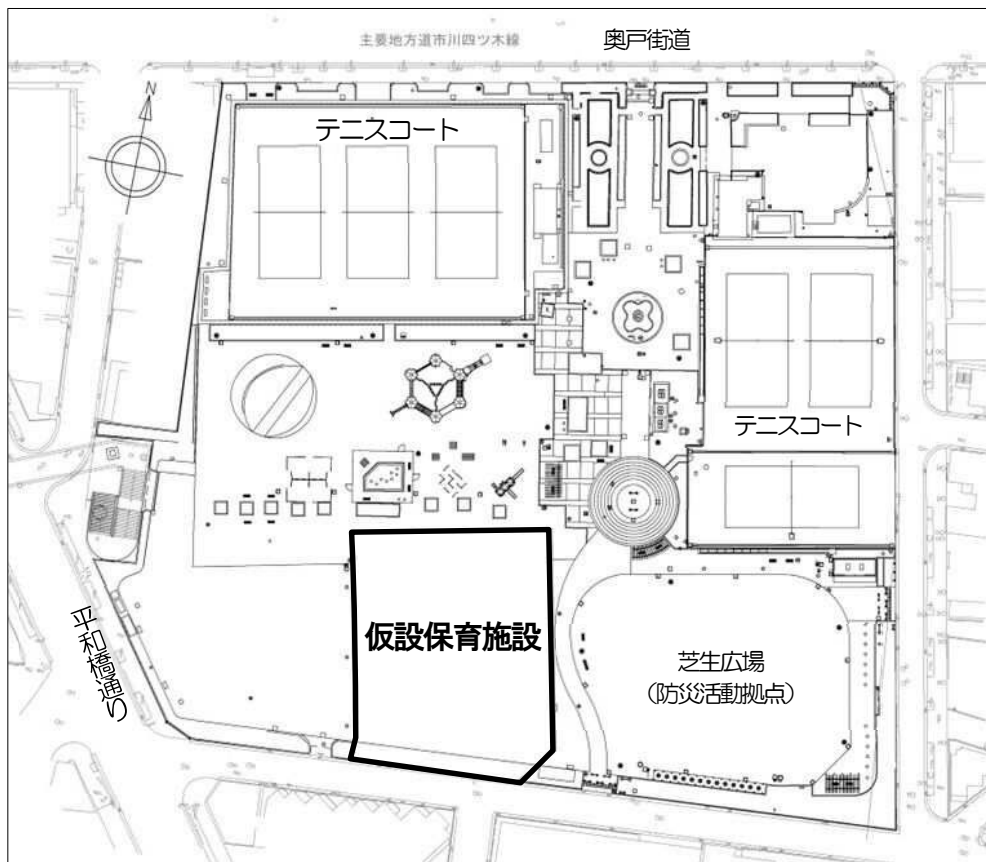 主要地方道市川四ツ木線
奥戸街道
N
テニスコート
テニスコート
仮設保育施設
芝生広場
(防災活動拠点)
平和橋通り